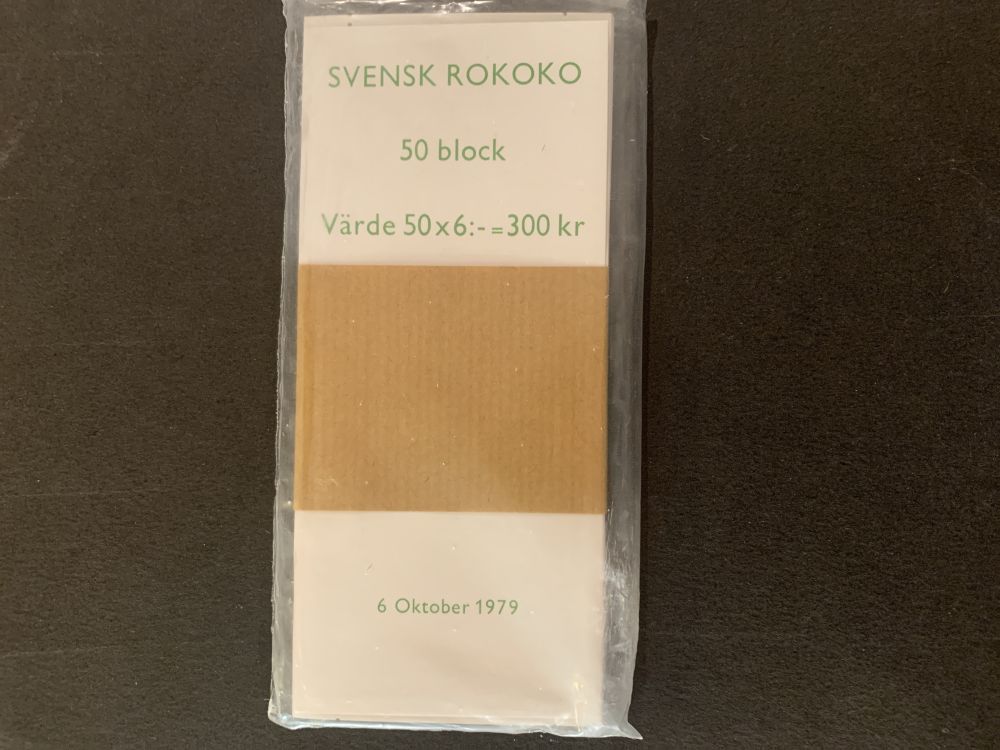 SVENSK ROKOKO
50 block
Värde 50x6:- = 300 kr
6 Oktober 1979